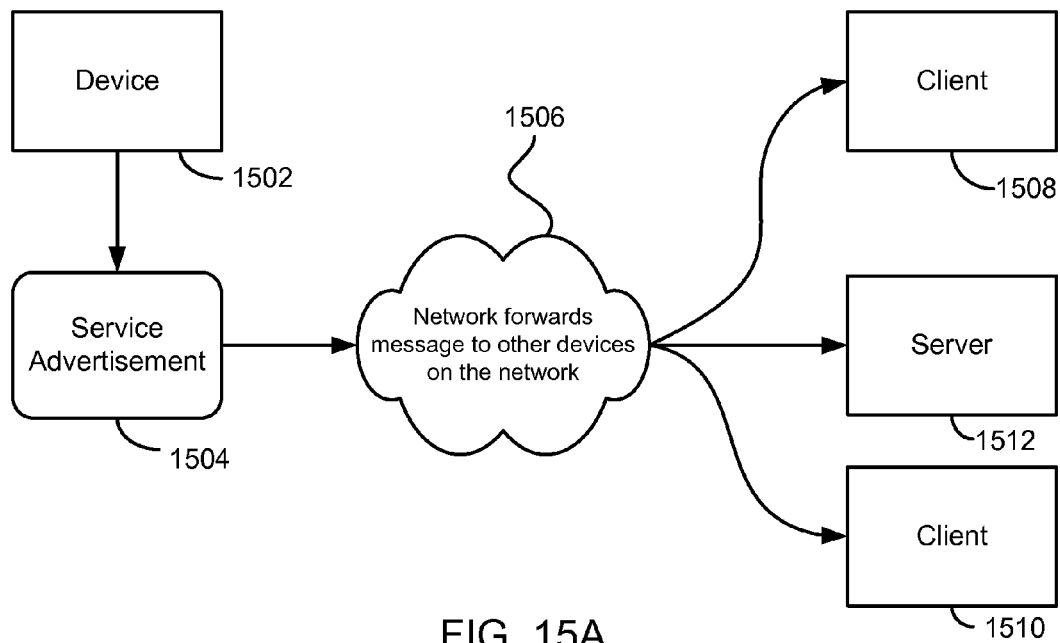 Device
1502
Service
Advertisement
1504
1506
Network forwards
message to other devices
on the network
Client
1508
Server
1512
Client
1510
FIG. 15A